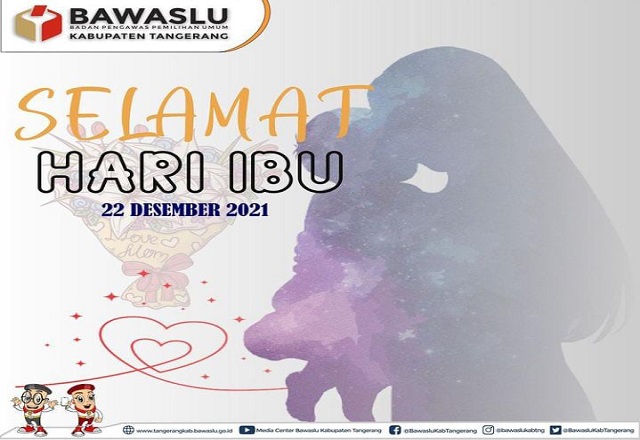 BAWASLU
BADAN PENGAWAS PEMILIHAN UMUM
KABUPATEN TANGERANG
SELAMAT
HARI IBU
22 DESEMBER 2021
Love
Mom
www.tangerangkab.bawaslu.go.id Media Center Bawaslu Kabupaten Tangerang @BawasluKabTangerang bawaslukabtng @BawasluKabTang